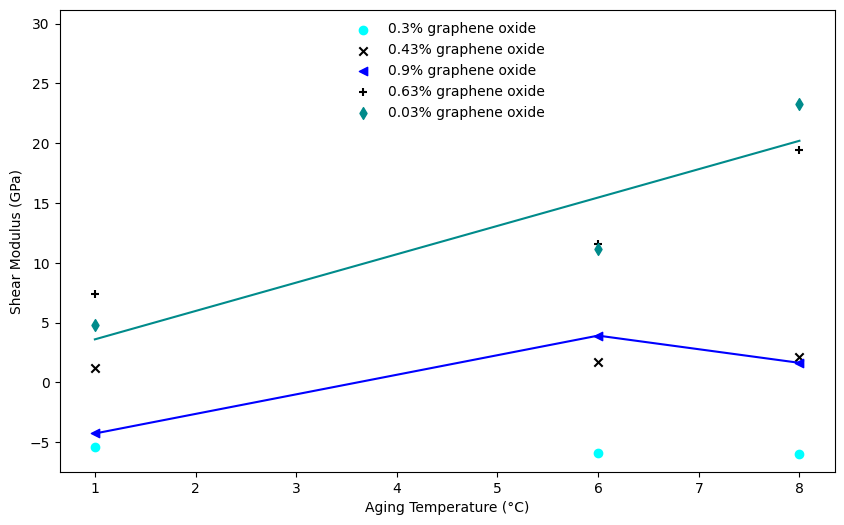 0.3% graphene oxide
0.43% graphene oxide
0.9% graphene oxide
0.63% graphene oxide
0.03% graphene oxide
Shear Modulus (GPa)
30
25
20
15
10
5
0
−5
1 2 3 4 5 6 7 8
Aging Temperature (°C)